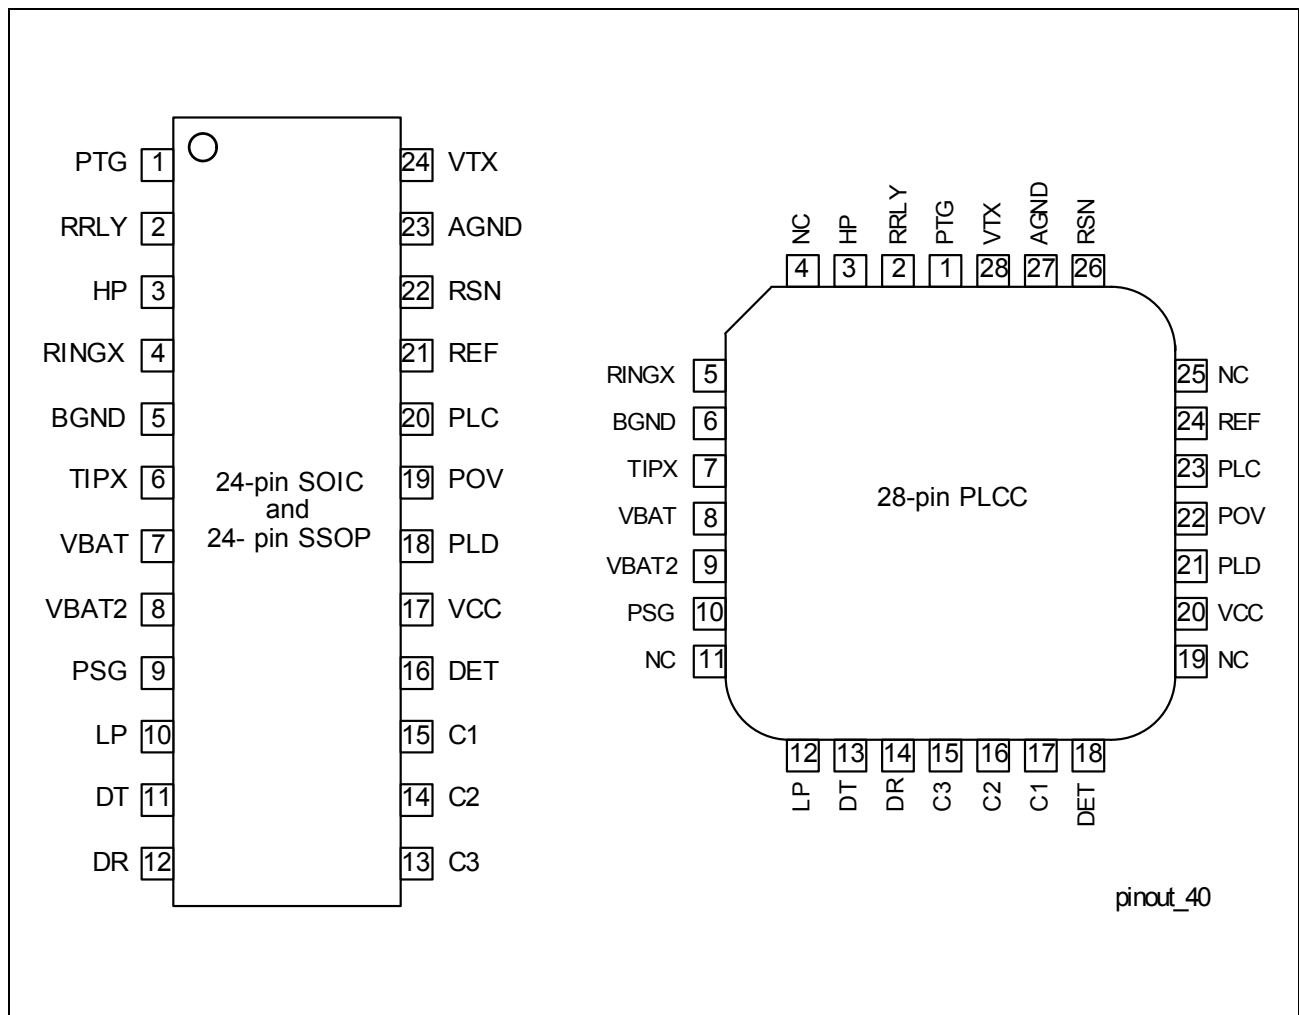 PTG 1
RRLY 2
HP 3
RINGX 4
BGND 5
TIPX 6
VBAT 7
VBAT2 8
PSG 9
LP 10
DT 11
DR 12
24 VTX
23 AGND
22 RSN
21 REF
20 PLC
19 POV
18 PLD
17 VCC
16 DET
15 C1
14 C2
13 C3
24-pin SOIC
and
24- pin SSOP
NC HP RRLY PTG VTX AGND RSN
4 3 2 1 28 27 26
RINGX 5
BGND 6
TIPX 7
VBAT 8
VBAT2 9
PSG 10
NC 11
28-pin PLCC
25 NC
24 REF
23 PLC
22 POV
21 PLD
20 VCC
19 NC
12 13 14 15 16 17 18
LP DT DR C3 C2 C1 DET
pinout_40